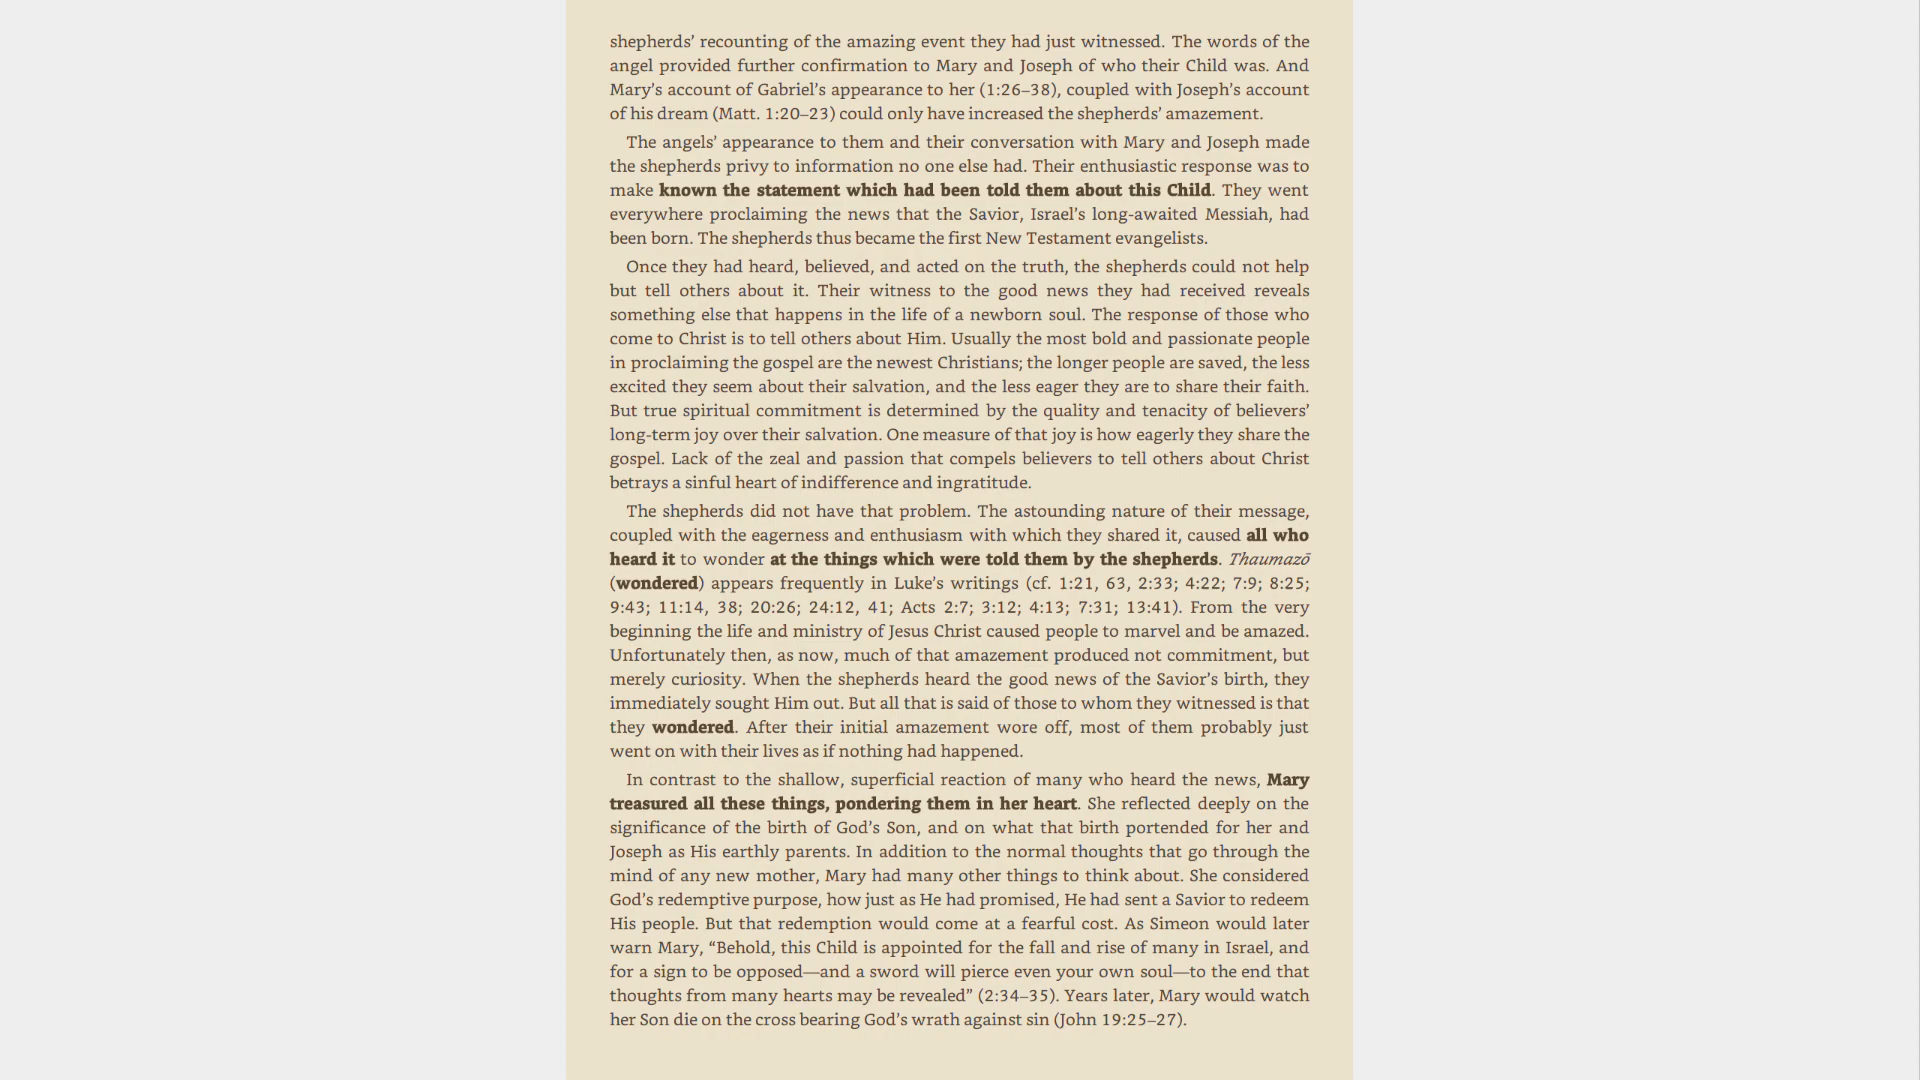 shepherds’ recounting of the amazing event they had just witnessed. The words of the
angel provided further confirmation to Mary and Joseph of who their Child was. And
Mary’s account of Gabriel’s appearance to her (1:26–38), coupled with Joseph’s account
of his dream (Matt. 1:20–23) could only have increased the shepherds’ amazement.
The angels’ appearance to them and their conversation with Mary and Joseph made
the shepherds privy to information no one else had. Their enthusiastic response was to
make known the statement which had been told them about this Child. They went
everywhere proclaiming the news that the Savior, Israel’s long-awaited Messiah, had
been born. The shepherds thus became the first New Testament evangelists.
Once they had heard, believed, and acted on the truth, the shepherds could not help
but tell others about it. Their witness to the good news they had received reveals
something else that happens in the life of a newborn soul. The response of those who
come to Christ is to tell others about Him. Usually the most bold and passionate people
in proclaiming the gospel are the newest Christians; the longer people are saved, the less
excited they seem about their salvation, and the less eager they are to share their faith.
But true spiritual commitment is determined by the quality and tenacity of believers’
long-term joy over their salvation. One measure of that joy is how eagerly they share the
gospel. Lack of the zeal and passion that compels believers to tell others about Christ
betrays a sinful heart of indifference and ingratitude.
The shepherds did not have that problem. The astounding nature of their message,
coupled with the eagerness and enthusiasm with which they shared it, caused all who
heard it to wonder at the things which were told them by the shepherds. Thaumazō
(wondered) appears frequently in Luke’s writings (cf. 1:21, 63, 2:33; 4:22; 7:9; 8:25;
9:43; 11:14, 38; 20:26; 24:12, 41; Acts 2:7; 3:12; 4:13; 7:31; 13:41). From the very
beginning the life and ministry of Jesus Christ caused people to marvel and be amazed.
Unfortunately then, as now, much of that amazement produced not commitment, but
merely curiosity. When the shepherds heard the good news of the Savior’s birth, they
immediately sought Him out. But all that is said of those to whom they witnessed is that
they wondered. After their initial amazement wore off, most of them probably just
went on with their lives as if nothing had happened.
In contrast to the shallow, superficial reaction of many who heard the news, Mary
treasured all these things, pondering them in her heart. She reflected deeply on the
significance of the birth of God’s Son, and on what that birth portended for her and
Joseph as His earthly parents. In addition to the normal thoughts that go through the
mind of any new mother, Mary had many other things to think about. She considered
God’s redemptive purpose, how just as He had promised, He had sent a Savior to redeem
His people. But that redemption would come at a fearful cost. As Simeon would later
warn Mary, “Behold, this Child is appointed for the fall and rise of many in Israel, and
for a sign to be opposed—and a sword will pierce even your own soul—to the end that
thoughts from many hearts may be revealed” (2:34–35). Years later, Mary would watch
her Son die on the cross bearing God’s wrath against sin (John 19:25–27).